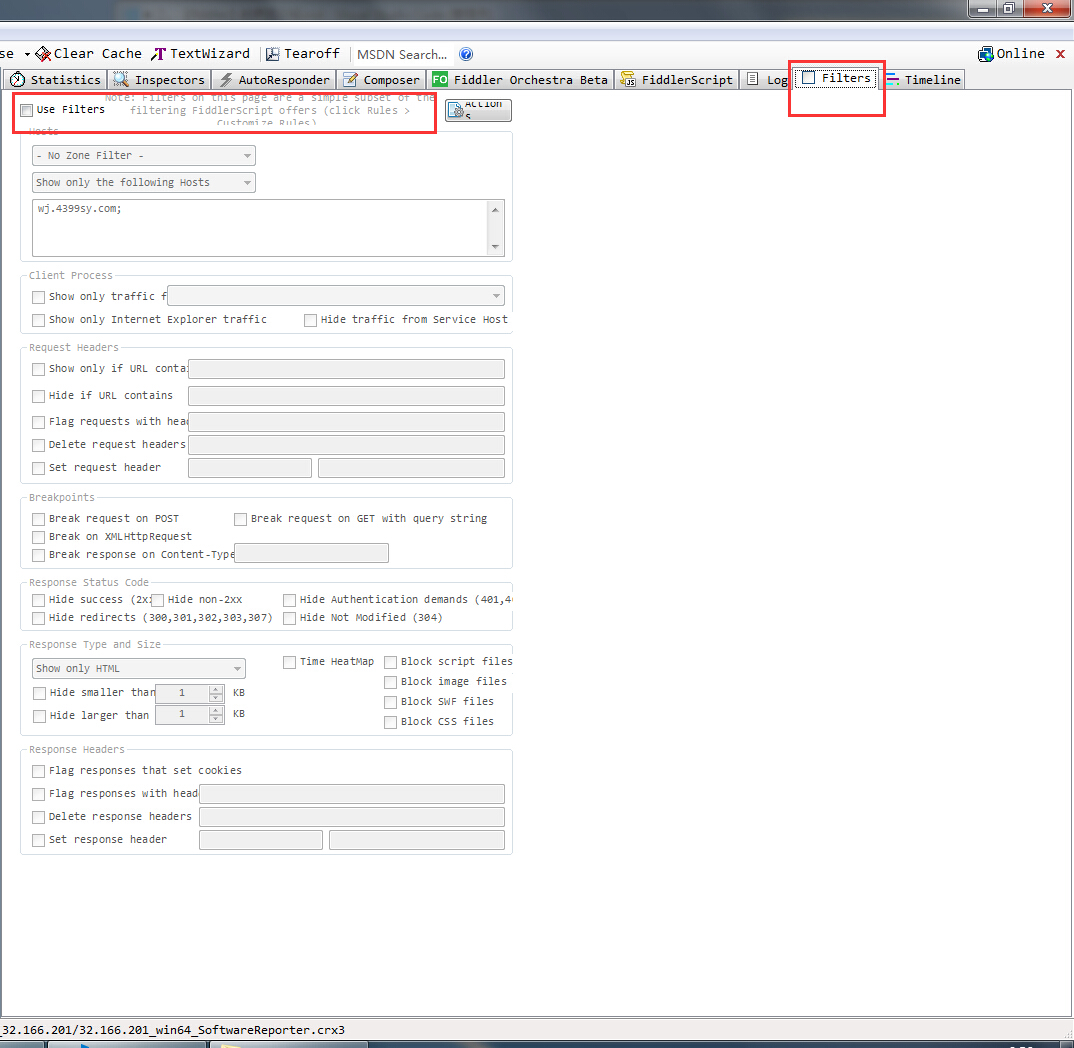 se Clear Cache TextWizard Tearoff MSDN Search... Online x
Statistics Inspectors AutoResponder Composer FO Fiddler Orchestra Beta FiddlerScript Log Filters Timeline
Use Filters
Note: Filters on this page are a simple subset of the
filtering FiddlerScript offers (click Rules >
Customize Rules)
Action
s
Hosts
- No Zone Filter -
Show only the following Hosts
wj.4399sy.com;
Client Process
Show only traffic f
Show only Internet Explorer traffic Hide traffic from Service Host
Request Headers
Show only if URL conta
Hide if URL contains
Flag requests with head
Delete request headers
Set request header
Breakpoints
Break request on POST Break request on GET with query string
Break on XMLHttpRequest
Break response on Content-Type
Response Status Code
Hide success (2x Hide non-2xx Hide Authentication demands (401,4
Hide redirects (300,301,302,303,307) Hide Not Modified (304)
Response Type and Size
Show only HTML Time HeatMap Block script files
Block image files
Hide smaller than 1 KB
Block SWF files
Hide larger than 1 KB
Block CSS files
Response Headers
Flag responses that set cookies
Flag responses with head
Delete response headers
Set response header
_32.166.201/32.166.201_win64_SoftwareReporter.crx3